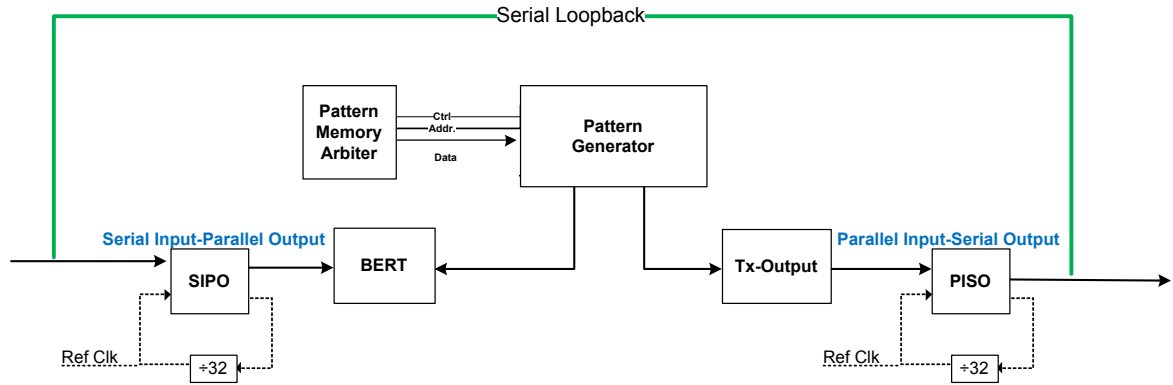 Serial Loopback
Pattern
Memory
Arbiter
Ctrl
Addr.
Data
Pattern
Generator
Serial Input-Parallel Output
SIPO
BERT
Tx-Output
Parallel Input-Serial Output
PISO
Ref Clk
÷32
Ref Clk
÷32